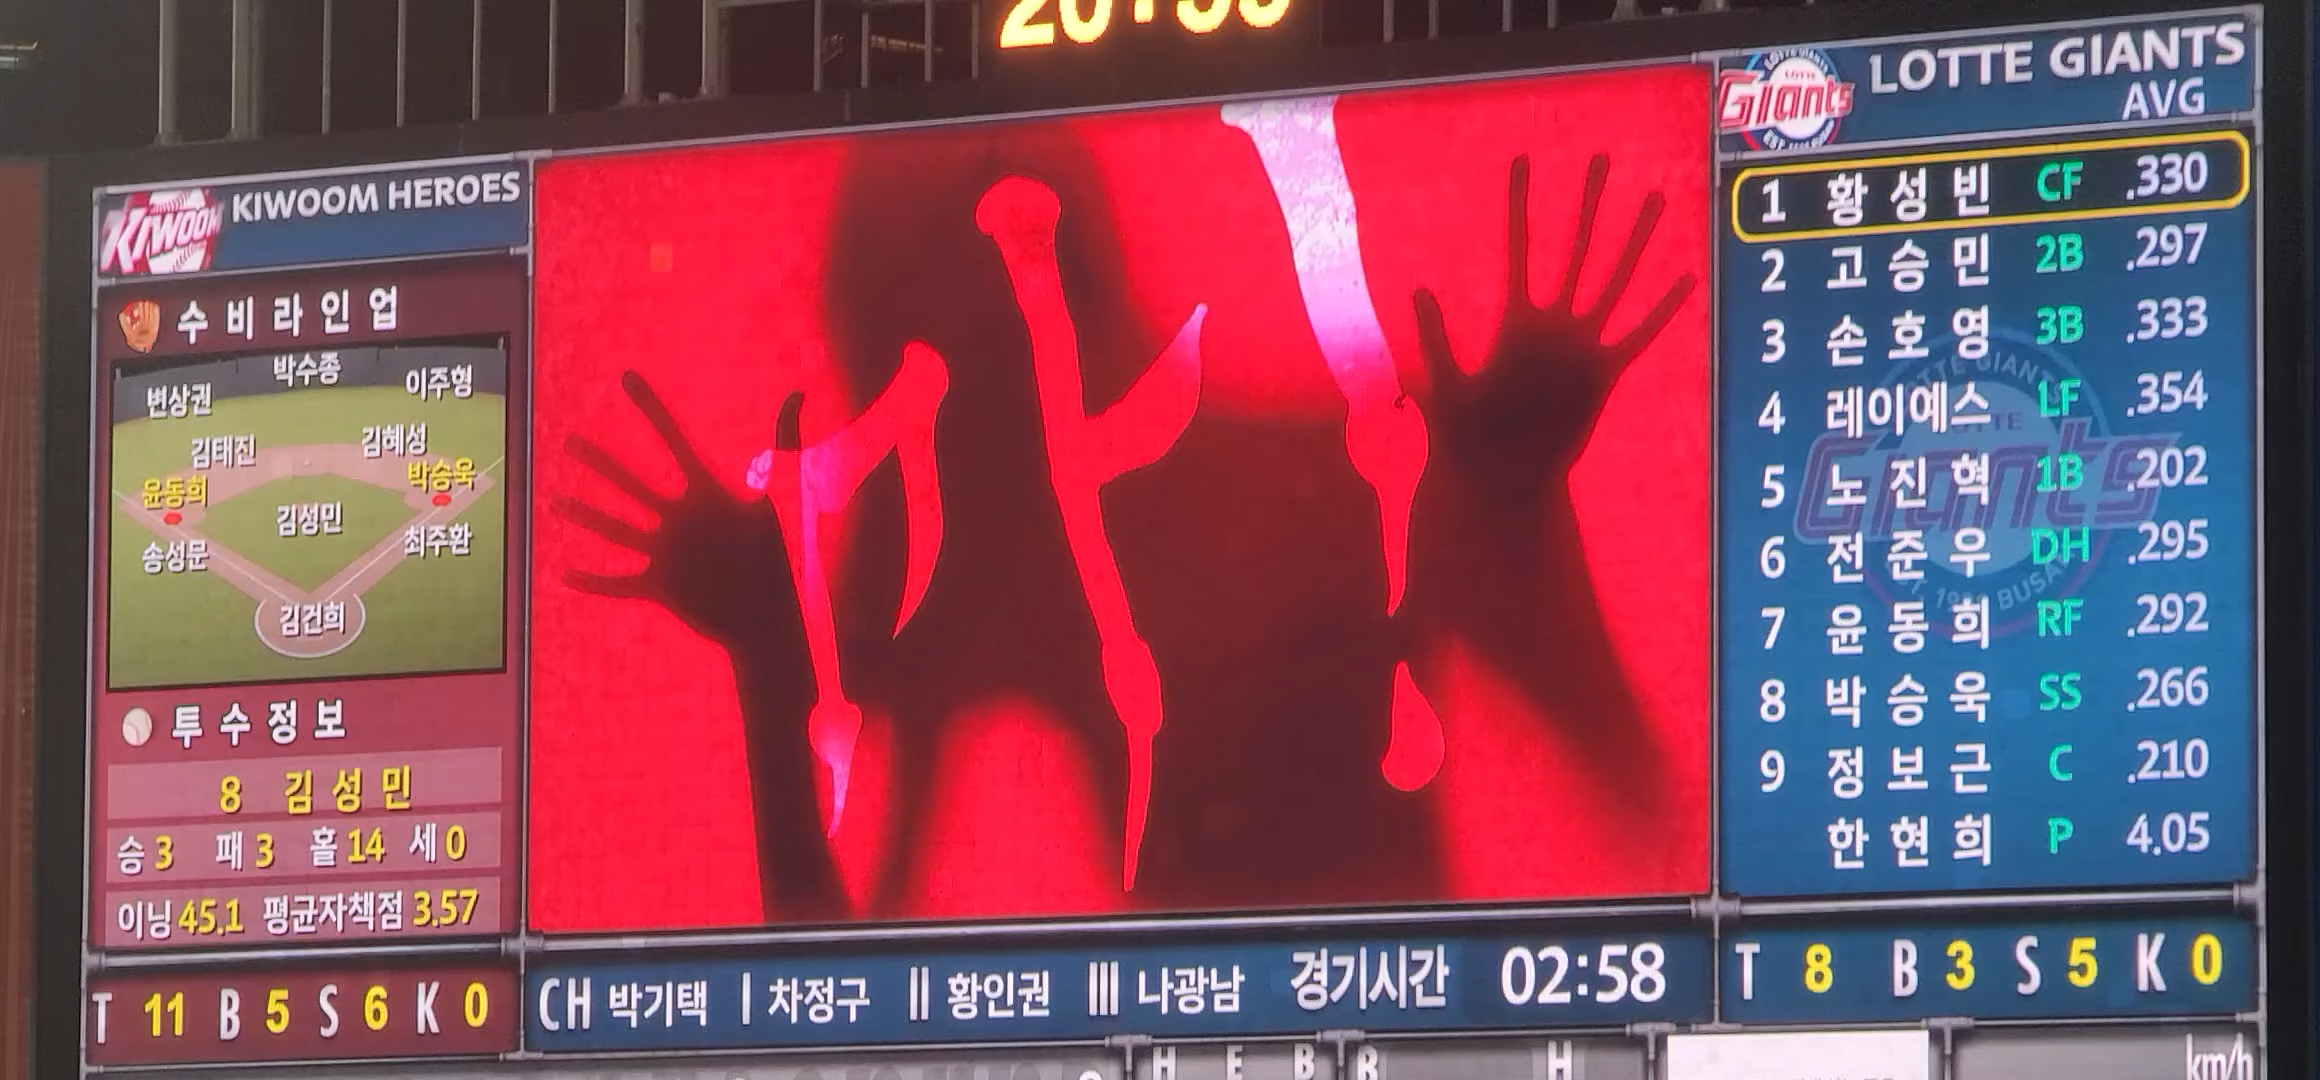 KIWOOM
KIWOOM HEROES
수비라인업
박수종
변상권
이주형
김태진
김혜성
윤동희
박승욱
김성민
송성문
최주환
김건희
투수정보
8 김성민
승 3 패 3 홀 14 세 0
이닝 45.1 평균자책점 3.57
T 11 B 5 S 6 K 0
마!
CH 박기택 I 차정구 II 황인권 III 나광남 경기시간 02:58
H E B B H
km/h
Giants
LOTTE GIANTS
AVG
1 황성빈 CF .330
2 고승민 2B .297
3 손호영 3B .333
4 레이예스 LF .354
5 노진혁 1B .202
6 전준우 DH .295
7 윤동희 RF .292
8 박승욱 SS .266
9 정보근 C .210
한현희 P 4.05
T 8 B 3 S 5 K 0